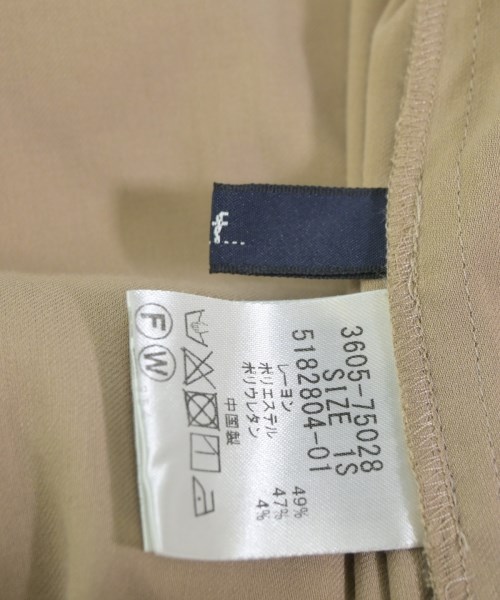 3605-75028
SIZE 1S
5182804-01
レーヨン 49%
ポリエステル 47%
ポリウレタン 4%
中国製
F W